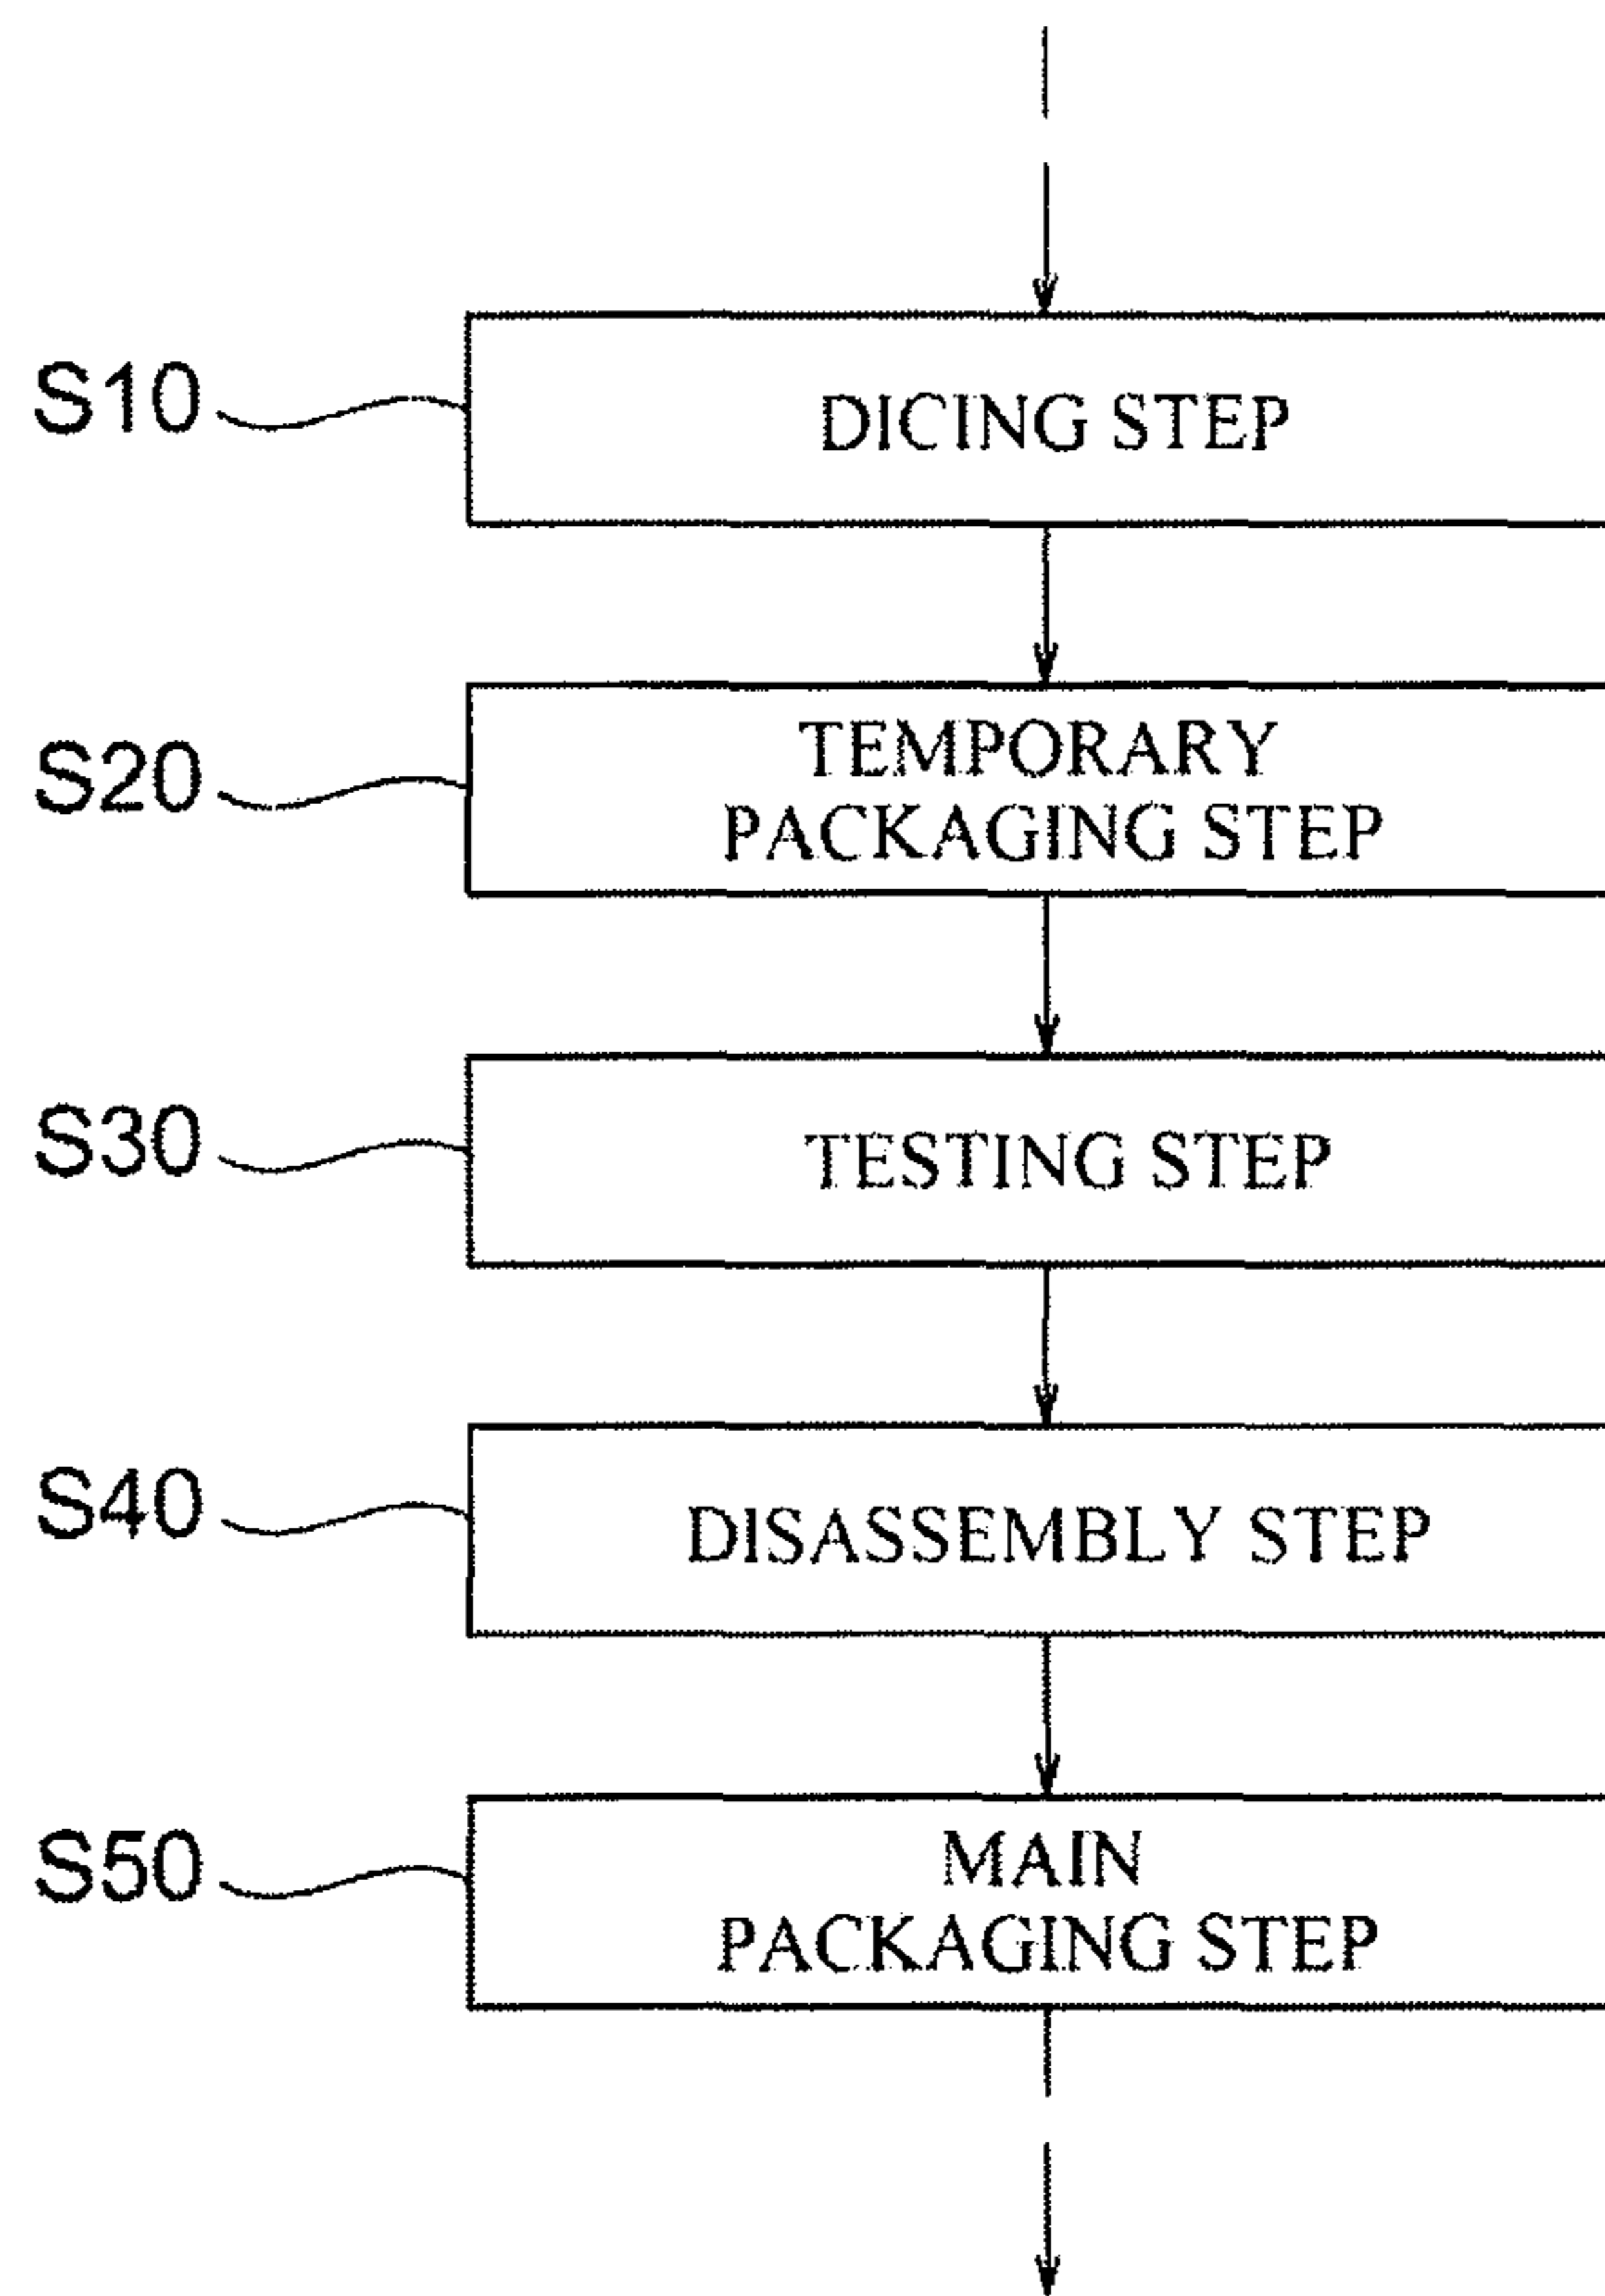 S10
DICING STEP
S20
TEMPORARY
PACKAGING STEP
S30
TESTING STEP
S40
DISASSEMBLY STEP
S50
MAIN
PACKAGING STEP